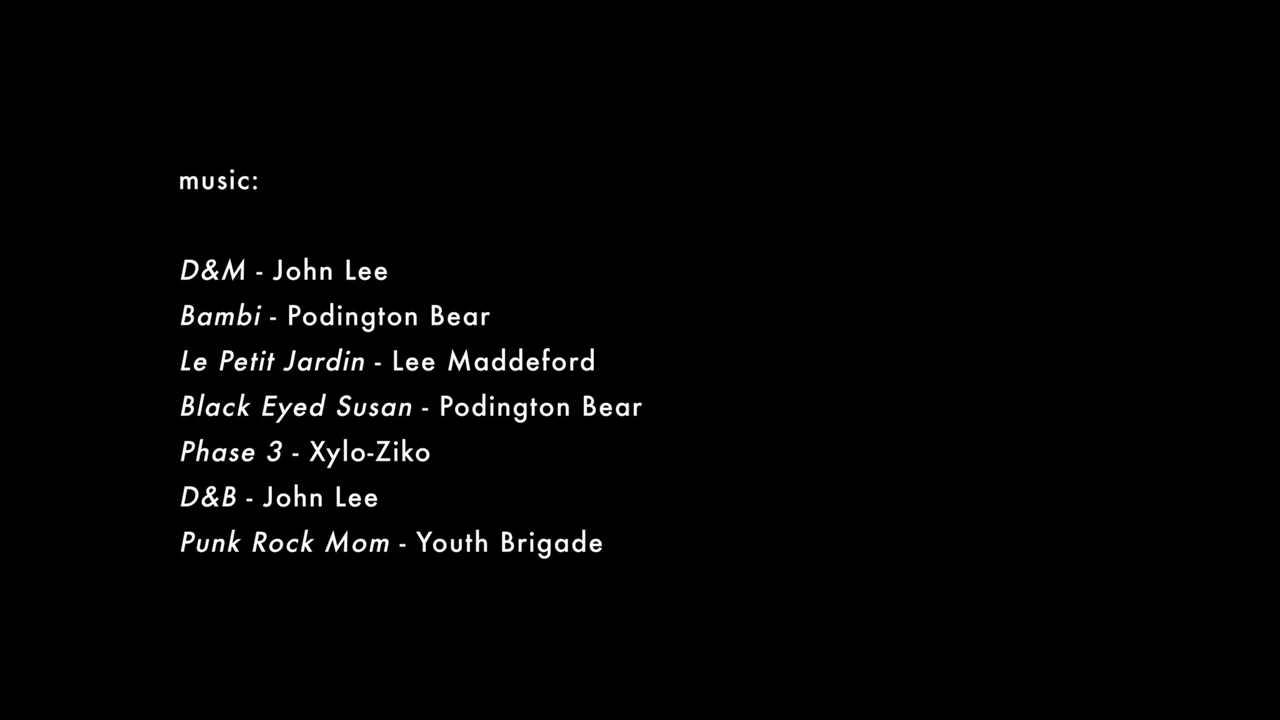 music:
D&M - John Lee
Bambi - Podington Bear
Le Petit Jardin - Lee Maddeford
Black Eyed Susan - Podington Bear
Phase 3 - Xylo-Ziko
D&B - John Lee
Punk Rock Mom - Youth Brigade